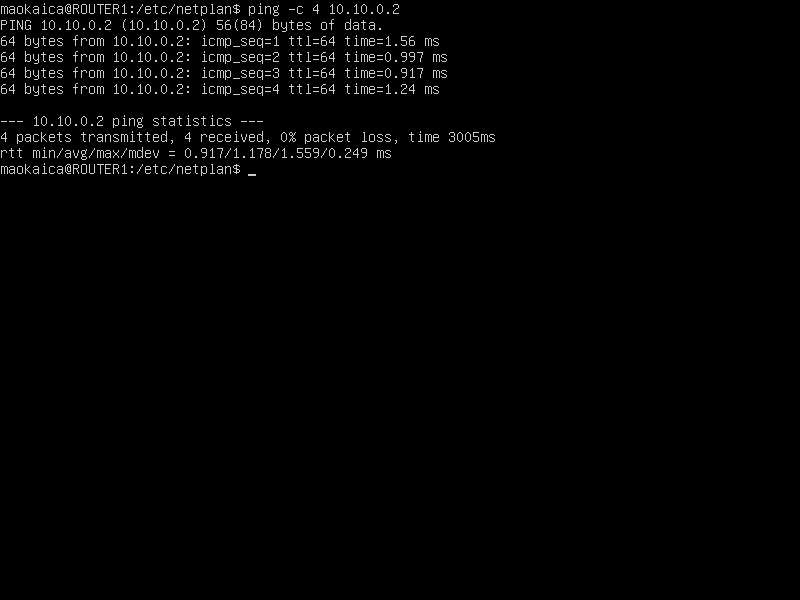 maokaica@ROUTER1:/etc/netplan$ ping -c 4 10.10.0.2
PING 10.10.0.2 (10.10.0.2) 56(84) bytes of data.
64 bytes from 10.10.0.2: icmp_seq=1 ttl=64 time=1.56 ms
64 bytes from 10.10.0.2: icmp_seq=2 ttl=64 time=0.997 ms
64 bytes from 10.10.0.2: icmp_seq=3 ttl=64 time=0.917 ms
64 bytes from 10.10.0.2: icmp_seq=4 ttl=64 time=1.24 ms

--- 10.10.0.2 ping statistics ---
4 packets transmitted, 4 received, 0% packet loss, time 3005ms
rtt min/avg/max/mdev = 0.917/1.178/1.559/0.249 ms
maokaica@ROUTER1:/etc/netplan$ _